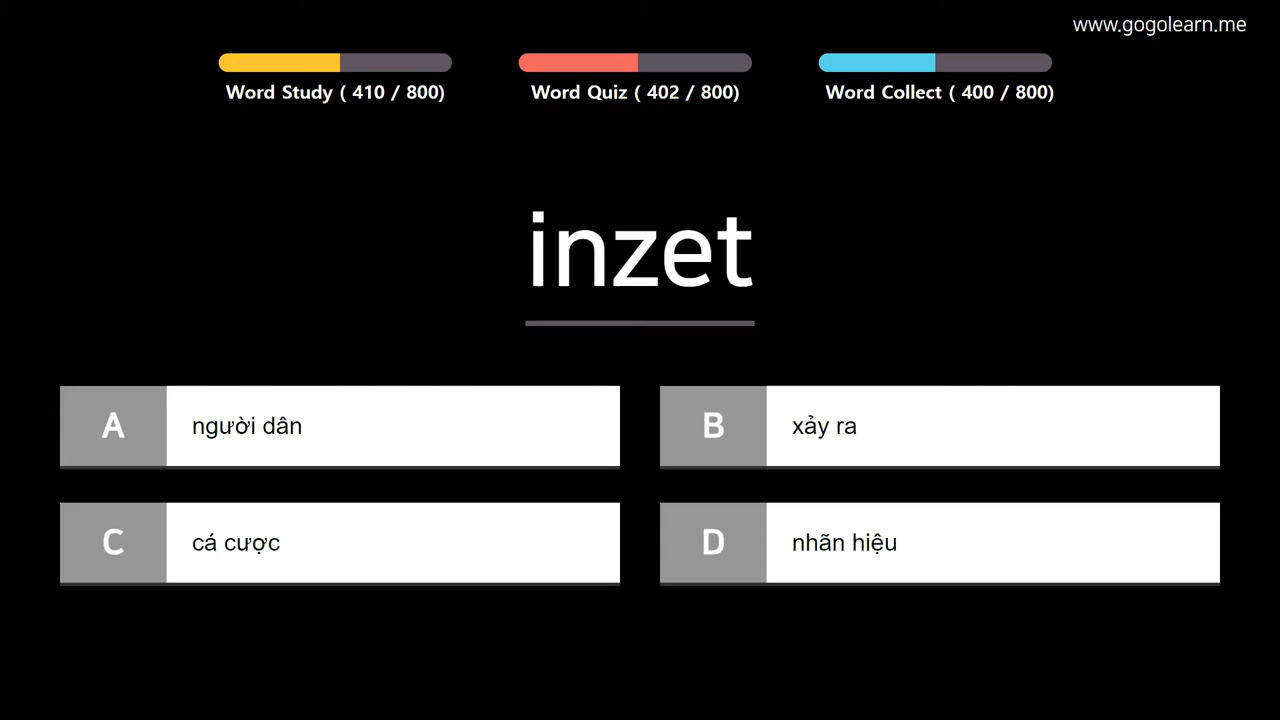 www.gogolearn.me
Word Study ( 410 / 800)
Word Quiz ( 402 / 800)
Word Collect ( 400 / 800)
inzet
A người dân
B xảy ra
C cá cược
D nhãn hiệu